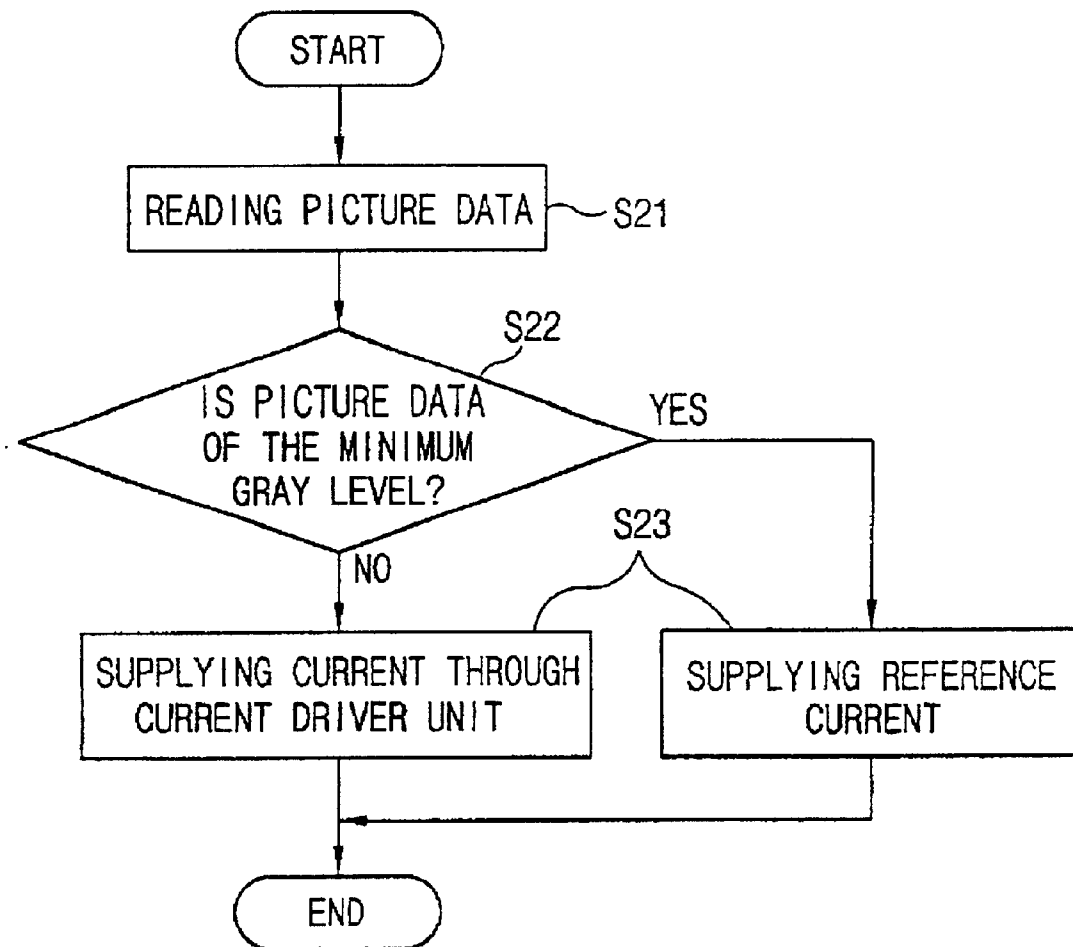 START
READING PICTURE DATA
S21
S22
IS PICTURE DATA
OF THE MINIMUM
GRAY LEVEL?
YES
NO
S23
SUPPLYING CURRENT THROUGH
CURRENT DRIVER UNIT
SUPPLYING REFERENCE
CURRENT
END